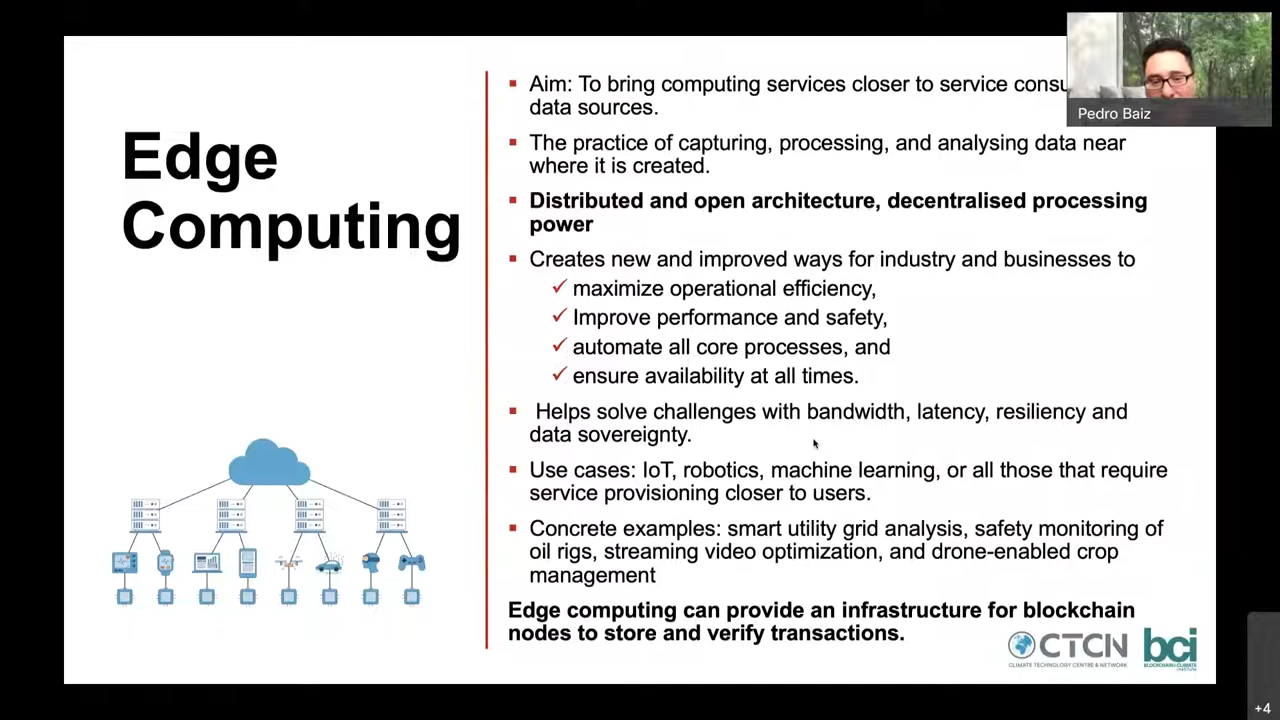 Edge
Computing
Aim: To bring computing services closer to service
data sources.
The practice of capturing, processing, and analysing data near
where it is created.
Distributed and open architecture, decentralised processing
power
Creates new and improved ways for industry and businesses to
maximize operational efficiency,
Improve performance and safety,
automate all core processes, and
ensure availability at all times.
Helps solve challenges with bandwidth, latency, resiliency and
data sovereignty.
Use cases: IoT, robotics, machine learning, or all those that require
service provisioning closer to users.
Concrete examples: smart utility grid analysis, safety monitoring of
oil rigs, streaming video optimization, and drone-enabled crop
management
Edge computing can provide an infrastructure for blockchain
nodes to store and verify transactions.
CTCN
CLIMATE TECHNOLOGY CENTRE & NETWORK
bci
BLOCKCHAIN & CLIMATE
INSTITUTE
Pedro Baiz
+4